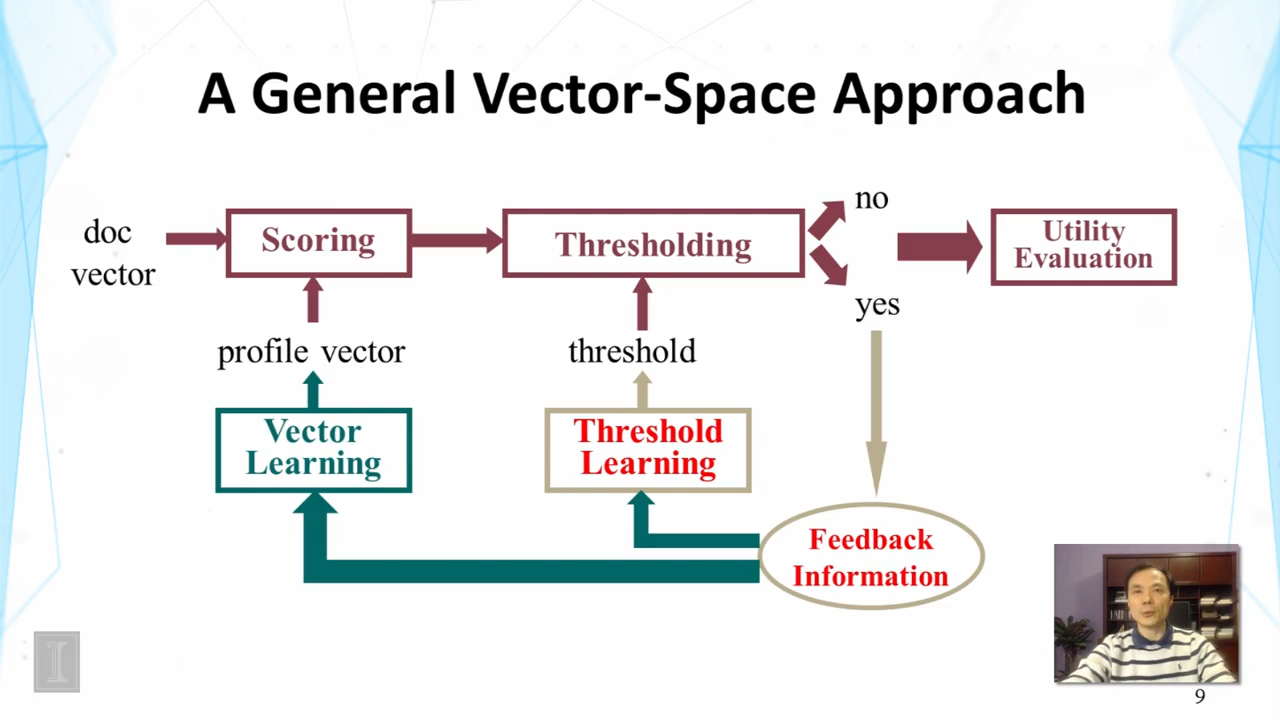 A General Vector-Space Approach
doc
vector
Scoring
Thresholding
no
yes
Utility
Evaluation
profile vector
threshold
Vector
Learning
Threshold
Learning
Feedback
Information
I
9